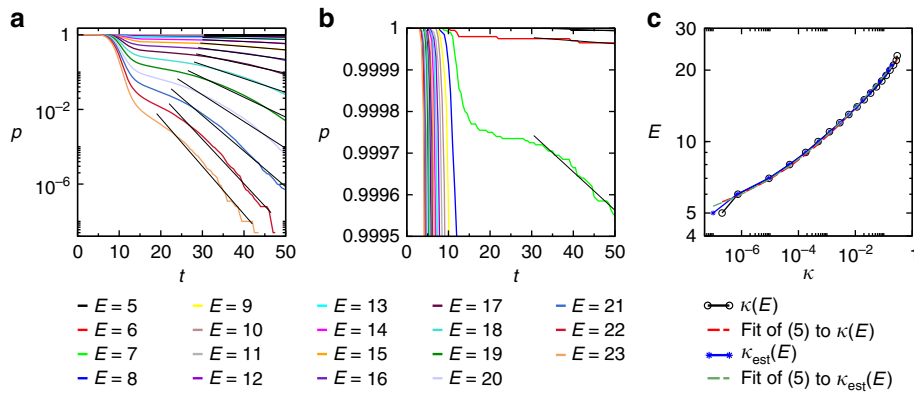 a
b
c
1
10⁻²
10⁻⁶
p
0 10 20 30 40 50
t
1
0.9999
0.9998
0.9997
0.9996
0.9995
p
0 10 20 30 40 50
t
30
20
10
5
4
E
10⁻⁶ 10⁻⁴ 10⁻² 1
κ
E = 5
E = 6
E = 7
E = 8
E = 9
E = 10
E = 11
E = 12
E = 13
E = 14
E = 15
E = 16
E = 17
E = 18
E = 19
E = 20
E = 21
E = 22
E = 23
κ(E)
Fit of (5) to κ(E)
κest(E)
Fit of (5) to κest(E)